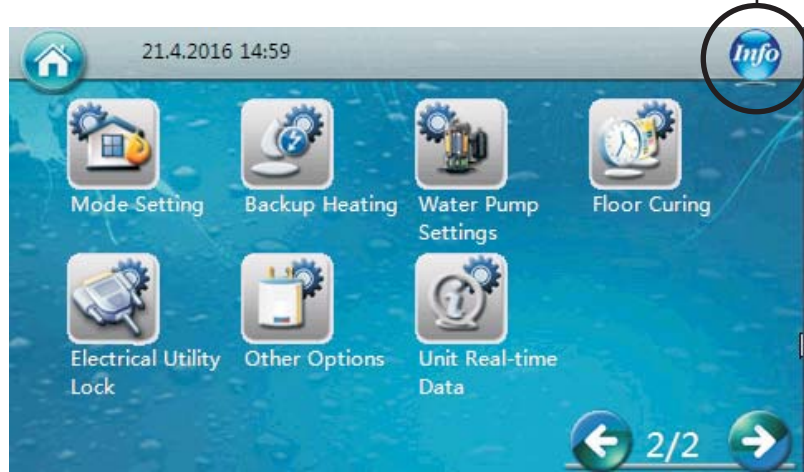 21.4.2016 14:59
Info
Mode Setting
Backup Heating
Water Pump
Settings
Floor Curing
Electrical Utility
Lock
Other Options
Unit Real-time
Data
2/2